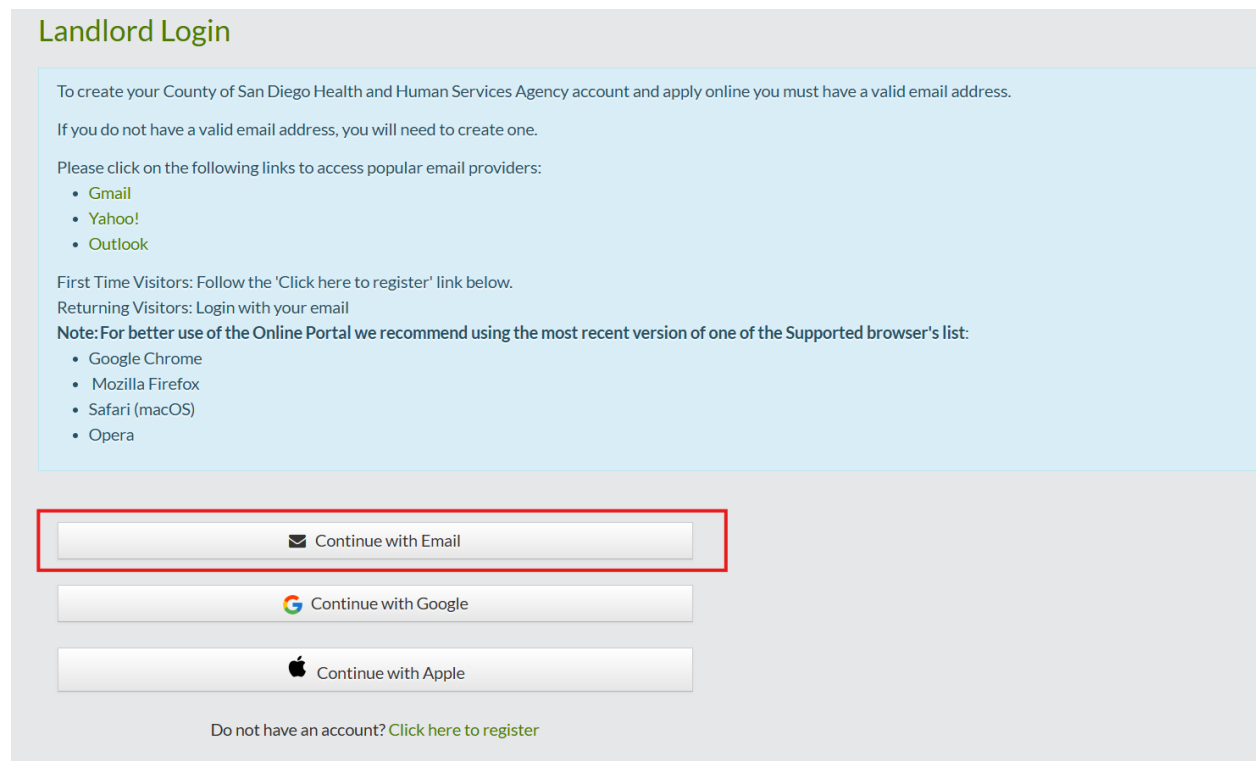 Landlord Login
To create your County of San Diego Health and Human Services Agency account and apply online you must have a valid email address.
If you do not have a valid email address, you will need to create one.
Please click on the following links to access popular email providers:
• Gmail
• Yahoo!
• Outlook
First Time Visitors: Follow the 'Click here to register' link below.
Returning Visitors: Login with your email
Note: For better use of the Online Portal we recommend using the most recent version of one of the Supported browser's list:
• Google Chrome
• Mozilla Firefox
• Safari (macOS)
• Opera
Continue with Email
Continue with Google
Continue with Apple
Do not have an account? Click here to register